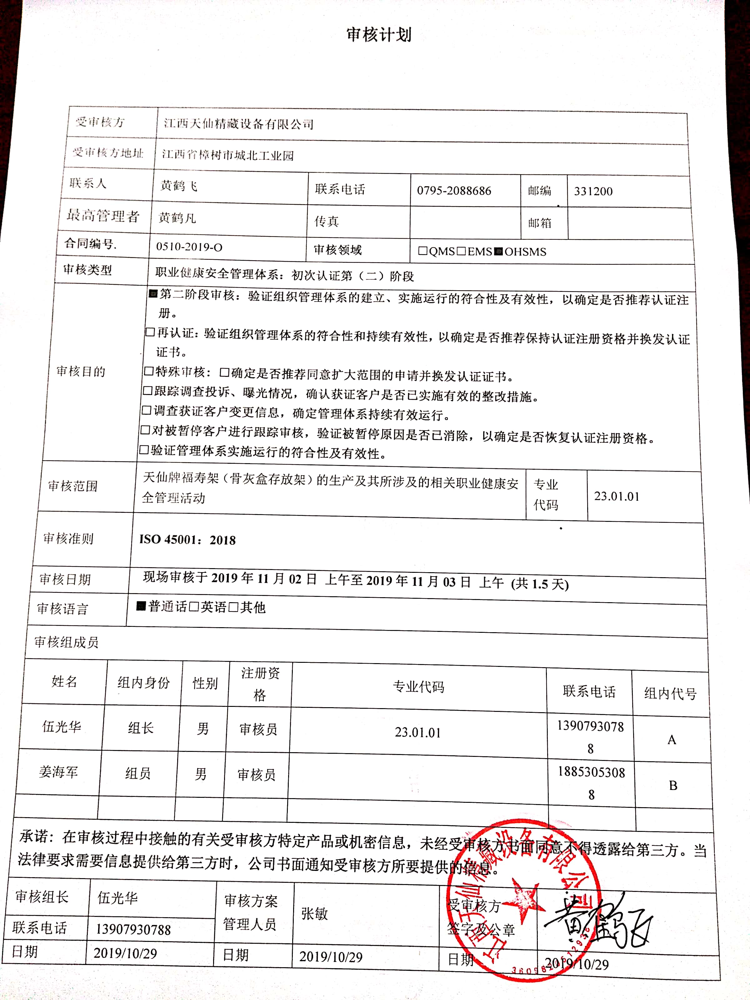 审核计划
受审核方 江西天仙精藏设备有限公司
受审核方地址 江西省樟树市城北工业园
联系人 黄鹤飞 联系电话 0795-2088686 邮编 331200
最高管理者 黄鹤凡 传真 邮箱
合同编号. 0510-2019-O 审核领域 □QMS□EMS■OHSMS
审核类型 职业健康安全管理体系：初次认证第（二）阶段
审核目的
■第二阶段审核：验证组织管理体系的建立、实施运行的符合性及有效性，以确定是否推荐认证注
册。
□再认证：验证组织管理体系的符合性和持续有效性，以确定是否推荐保持认证注册资格并换发认证
证书。
□特殊审核：□确定是否推荐同意扩大范围的申请并换发认证证书。
□跟踪调查投诉、曝光情况，确认获证客户是否已实施有效的整改措施。
□调查获证客户变更信息，确定管理体系持续有效运行。
□对被暂停客户进行跟踪审核，验证被暂停原因是否已消除，以确定是否恢复认证注册资格。
□验证管理体系实施运行的符合性及有效性。
审核范围
天仙牌福寿架（骨灰盒存放架）的生产及其所涉及的相关职业健康安
全管理活动
专业
代码
23.01.01
审核准则 ISO 45001：2018
审核日期 现场审核于 2019 年 11 月 02 日 上午至 2019 年 11 月 03 日 上午 (共 1.5 天)
审核语言 ■普通话□英语□其他
审核组成员
姓名 组内身份 性别 注册资
格 专业代码 联系电话 组内代号
伍光华 组长 男 审核员 23.01.01 1390793078
8 A
姜海军 组员 男 审核员 1885305308
8 B
承诺：在审核过程中接触的有关受审核方特定产品或机密信息，未经受审核方书面同意不得透露给第三方。当
法律要求需要信息提供给第三方时，公司书面通知受审核方所要提供的信息。
审核组长 伍光华
审核方案
管理人员
张敏
受审核方
签字及公章
黄鹤飞
联系电话 13907930788
日期 2019/10/29 日期 2019/10/29 日期 2019/10/29
江西天仙精藏设备有限公司